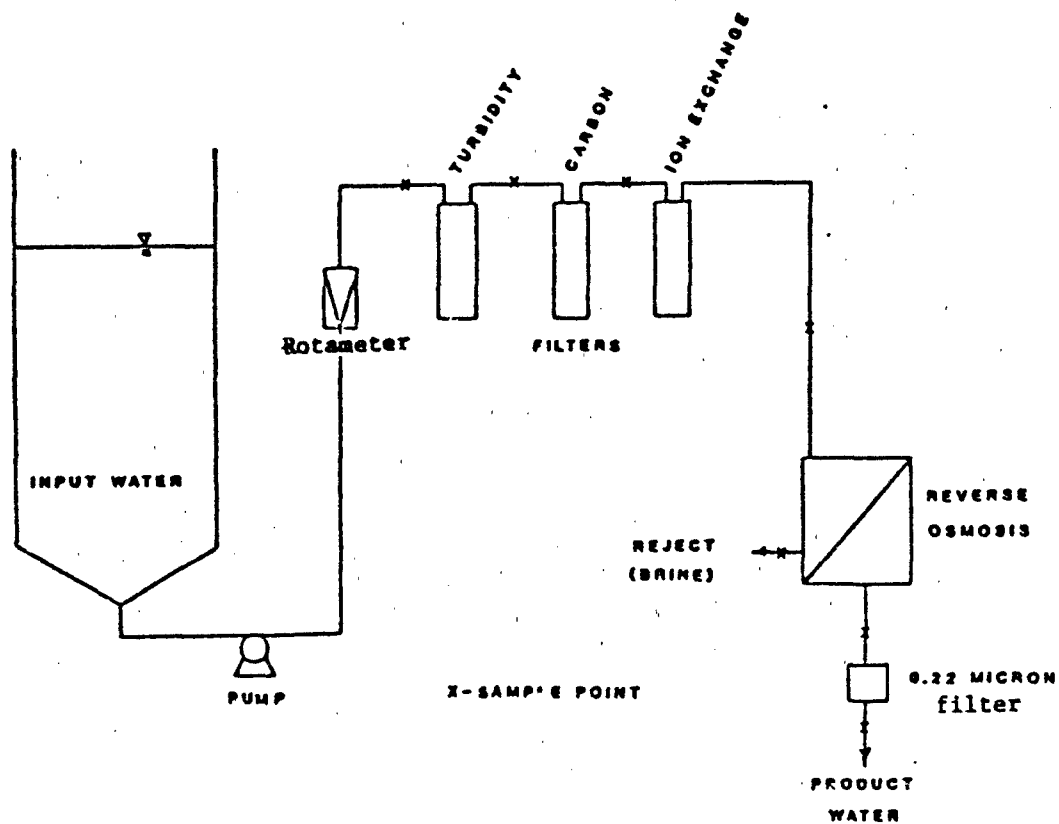 TURBIDITY
CARBON
ION EXCHANGE
Rotameter
FILTERS
INPUT WATER
REVERSE
OSMOSIS
REJECT
(BRINE)
PUMP
X-SAMPLE POINT
0.22 MICRON
filter
PRODUCT
WATER